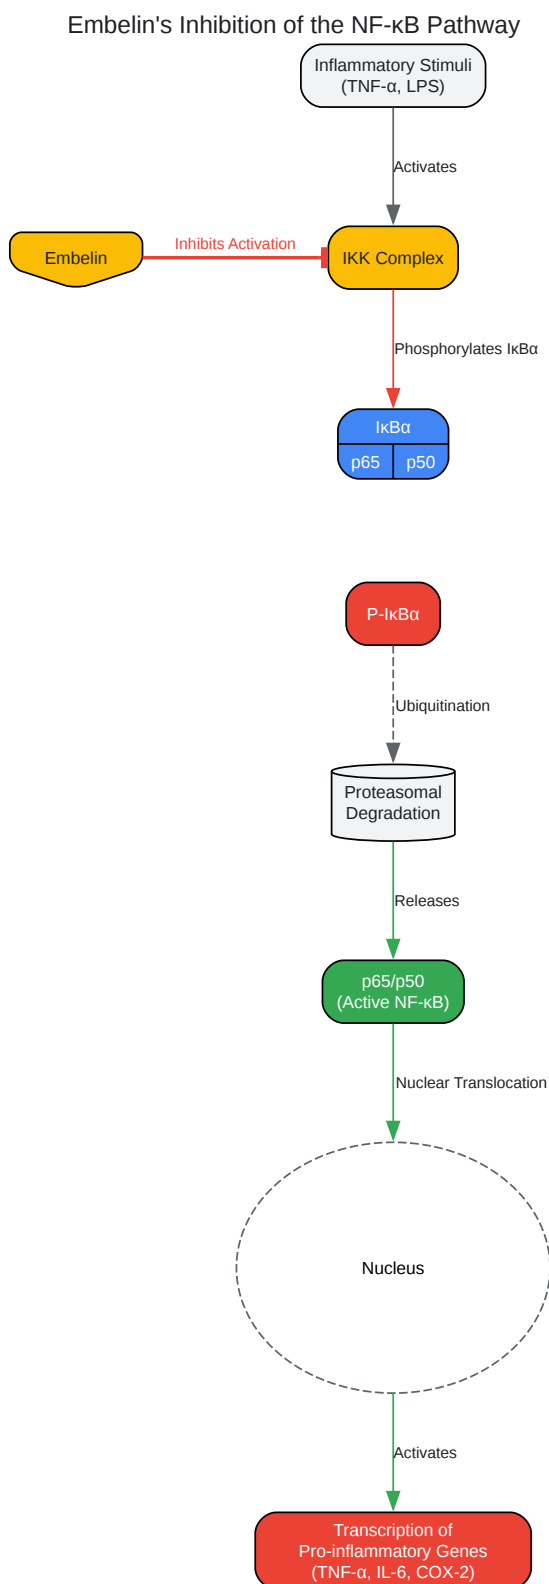 Embelin's Inhibition of the NF-κB Pathway
Inflammatory Stimuli
(TNF-α, LPS)
Activates
Embelin
Inhibits Activation
IKK Complex
Phosphorylates IκBα
IκBα
p65
p50
P-IκBα
Ubiquitination
Proteasomal
Degradation
Releases
p65/p50
(Active NF-κB)
Nuclear Translocation
Nucleus
Activates
Transcription of
Pro-inflammatory Genes
(TNF-α, IL-6, COX-2)